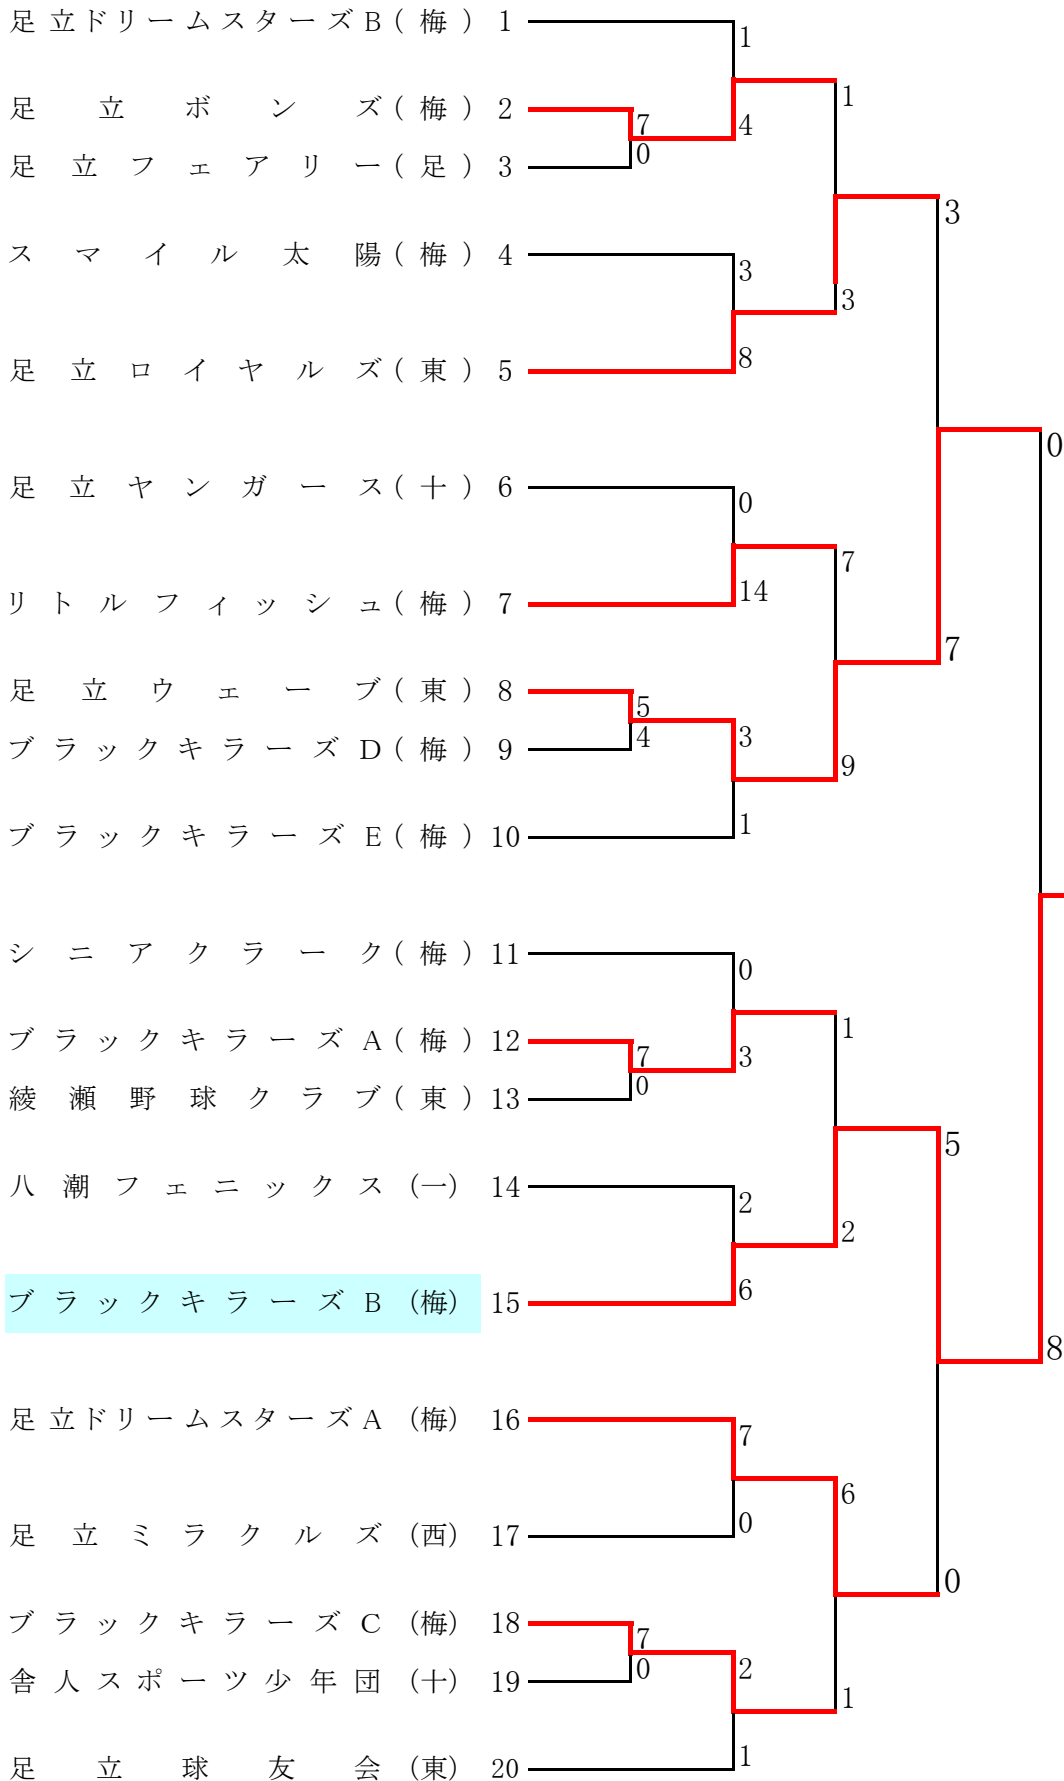 足立ドリームスターズB(梅) 1
1
1
足立ボンズ(梅) 2
7
4
足立フェアリー(足) 3
0
3
スマイル太陽(梅) 4
3
3
足立ロイヤルズ(東) 5
8
0
足立ヤンガース(十) 6
0
7
リトルフィッシュ(梅) 7
14
7
足立ウェーブ(東) 8
5
3
ブラックキラーズD(梅) 9
4
9
ブラックキラーズE(梅) 10
1
シニアクラーク(梅) 11
0
1
ブラックキラーズA(梅) 12
7
3
綾瀬野球クラブ(東) 13
0
5
八潮フェニックス(一) 14
2
2
ブラックキラーズB(梅) 15
6
8
足立ドリームスターズA(梅) 16
7
6
足立ミラクルズ(西) 17
0
0
ブラックキラーズC(梅) 18
7
2
舎人スポーツ少年団(十) 19
0
1
足立球友会(東) 20
1